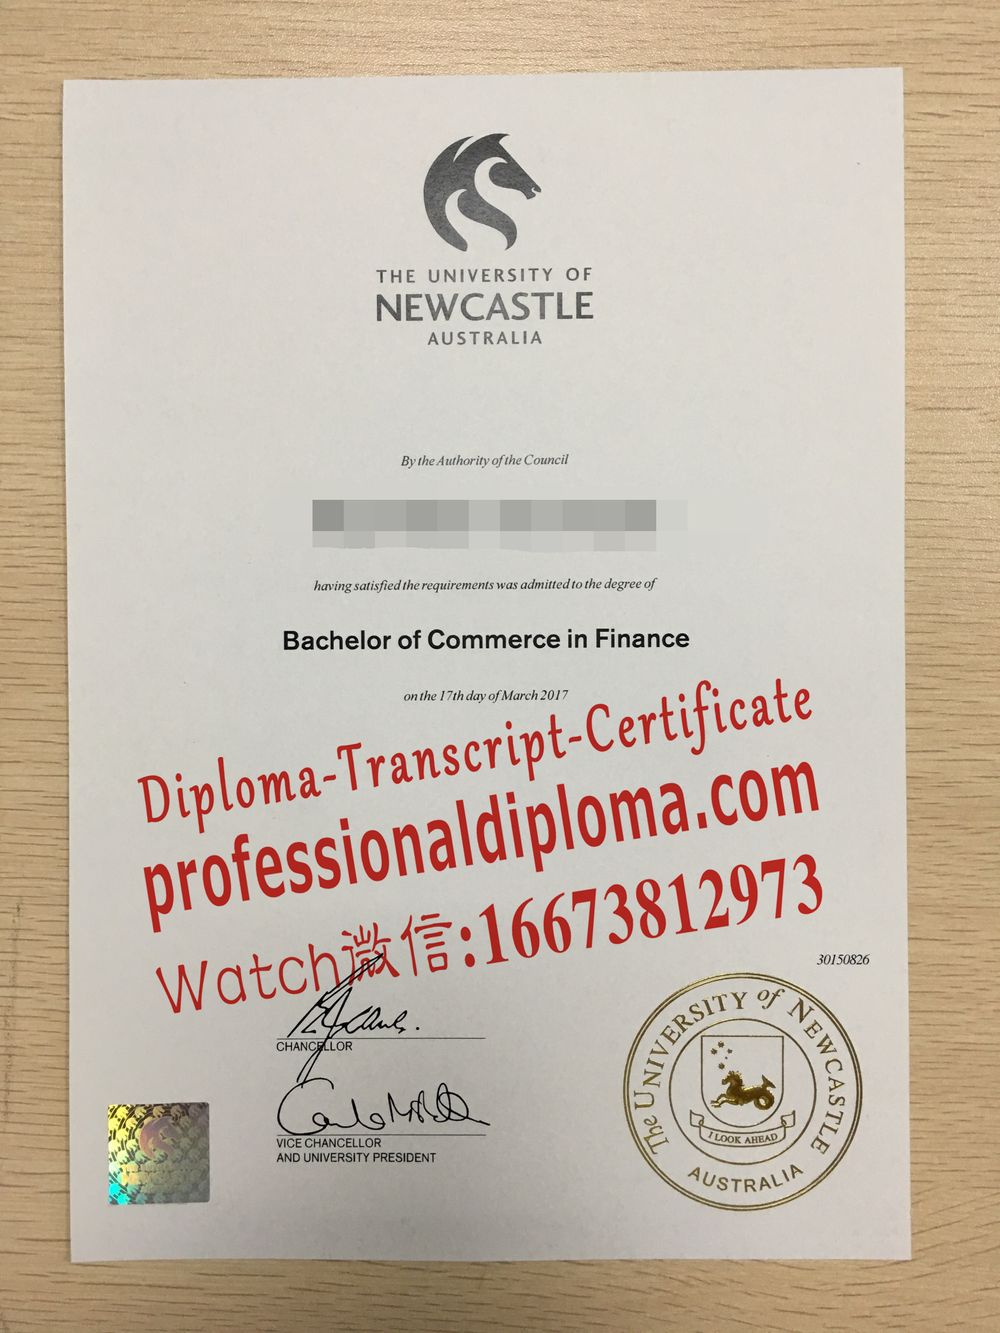 THE UNIVERSITY OF
NEWCASTLE
AUSTRALIA
By the Authority of the Council
having satisfied the requirements was admitted to the degree of
Bachelor of Commerce in Finance
on the 17th day of March 2017
Diploma-Transcript-Certificate
professionaldiploma.com
Watch微信:16673812973
30150826
CHANCELLOR
VICE CHANCELLOR
AND UNIVERSITY PRESIDENT
The UNIVERSITY of NEWCASTLE
I LOOK AHEAD
AUSTRALIA